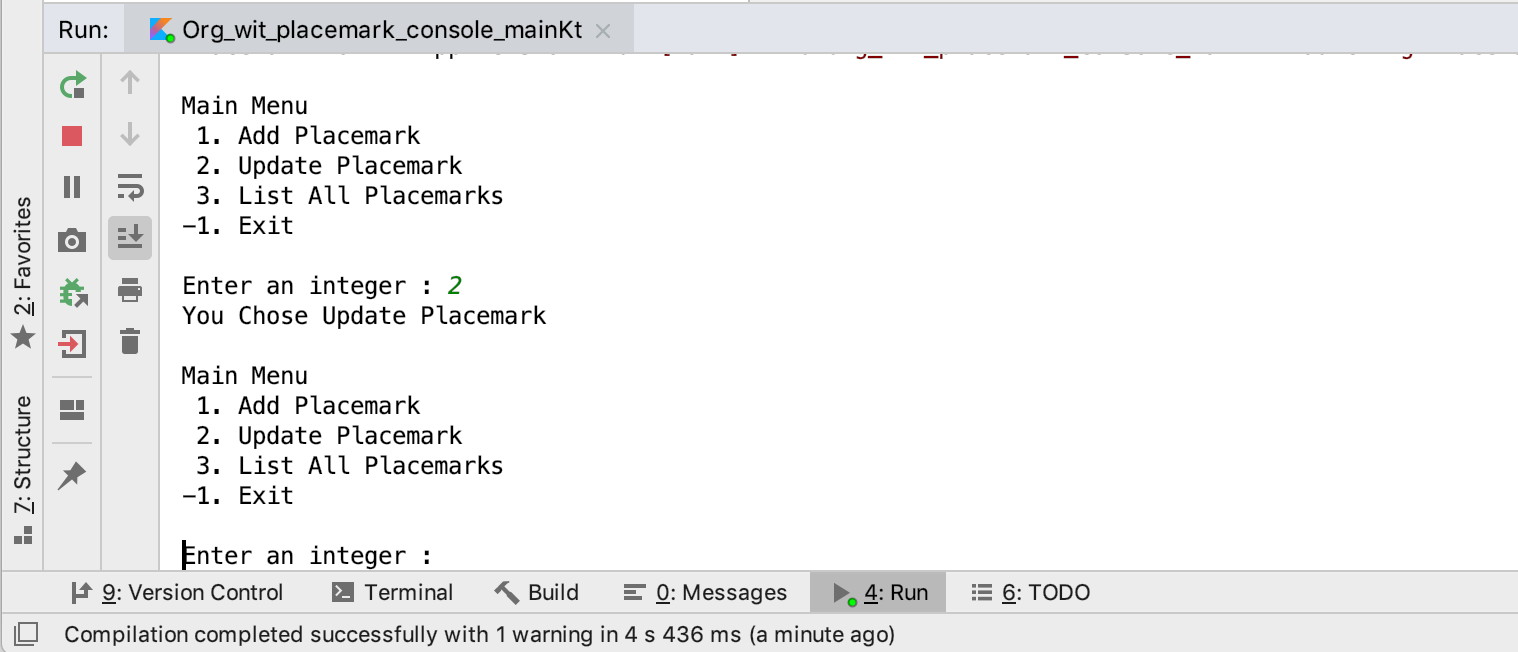 Run: Org_wit_placemark_console_mainKt
Main Menu
1. Add Placemark
2. Update Placemark
3. List All Placemarks
-1. Exit
Enter an integer : 2
You Chose Update Placemark
Main Menu
1. Add Placemark
2. Update Placemark
3. List All Placemarks
-1. Exit
Enter an integer :
2: Favorites
7: Structure
9: Version Control Terminal Build 0: Messages 4: Run 6: TODO
Compilation completed successfully with 1 warning in 4 s 436 ms (a minute ago)